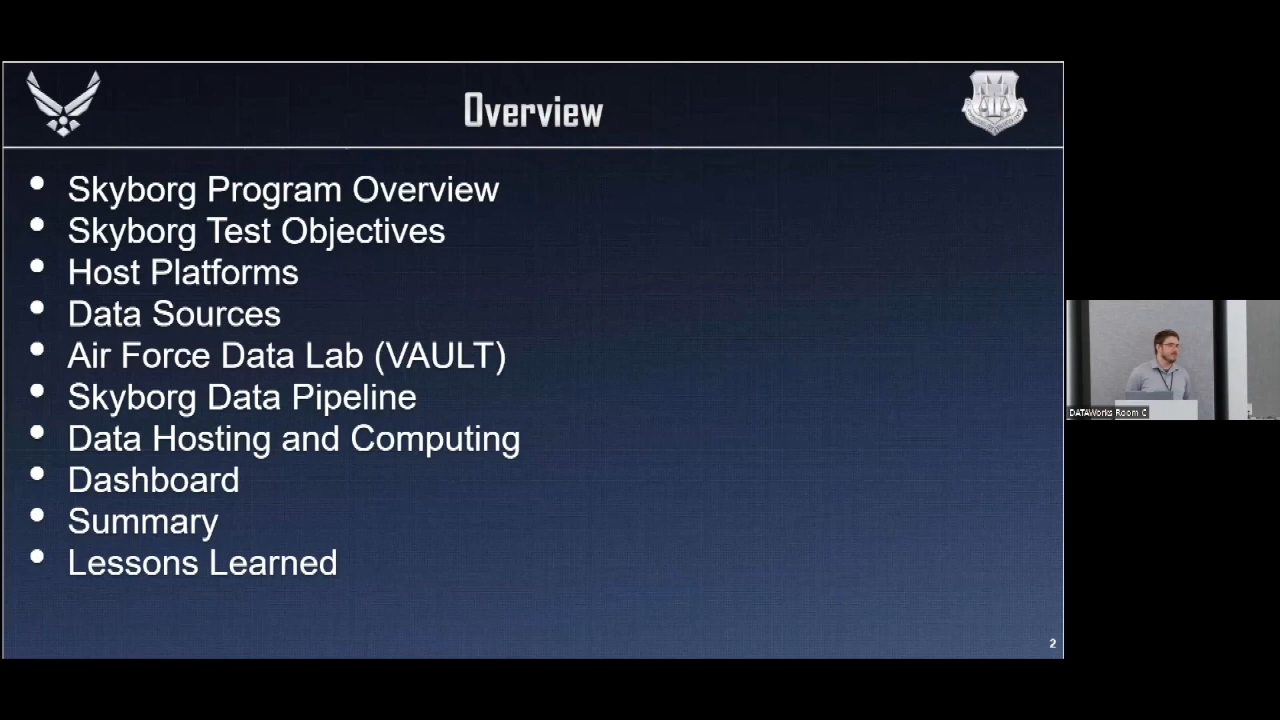 Overview
• Skyborg Program Overview
• Skyborg Test Objectives
• Host Platforms
• Data Sources
• Air Force Data Lab (VAULT)
• Skyborg Data Pipeline
• Data Hosting and Computing
• Dashboard
• Summary
• Lessons Learned
2
DATAWorks Room C